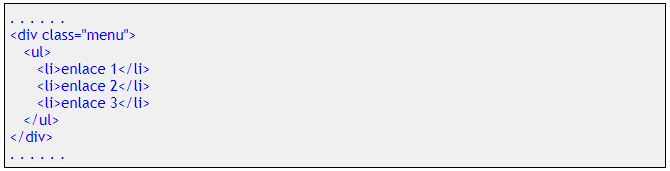 . . . . . .
<div class="menu">
<ul>
<li>enlace 1</li>
<li>enlace 2</li>
<li>enlace 3</li>
</ul>
</div>
. . . . . .